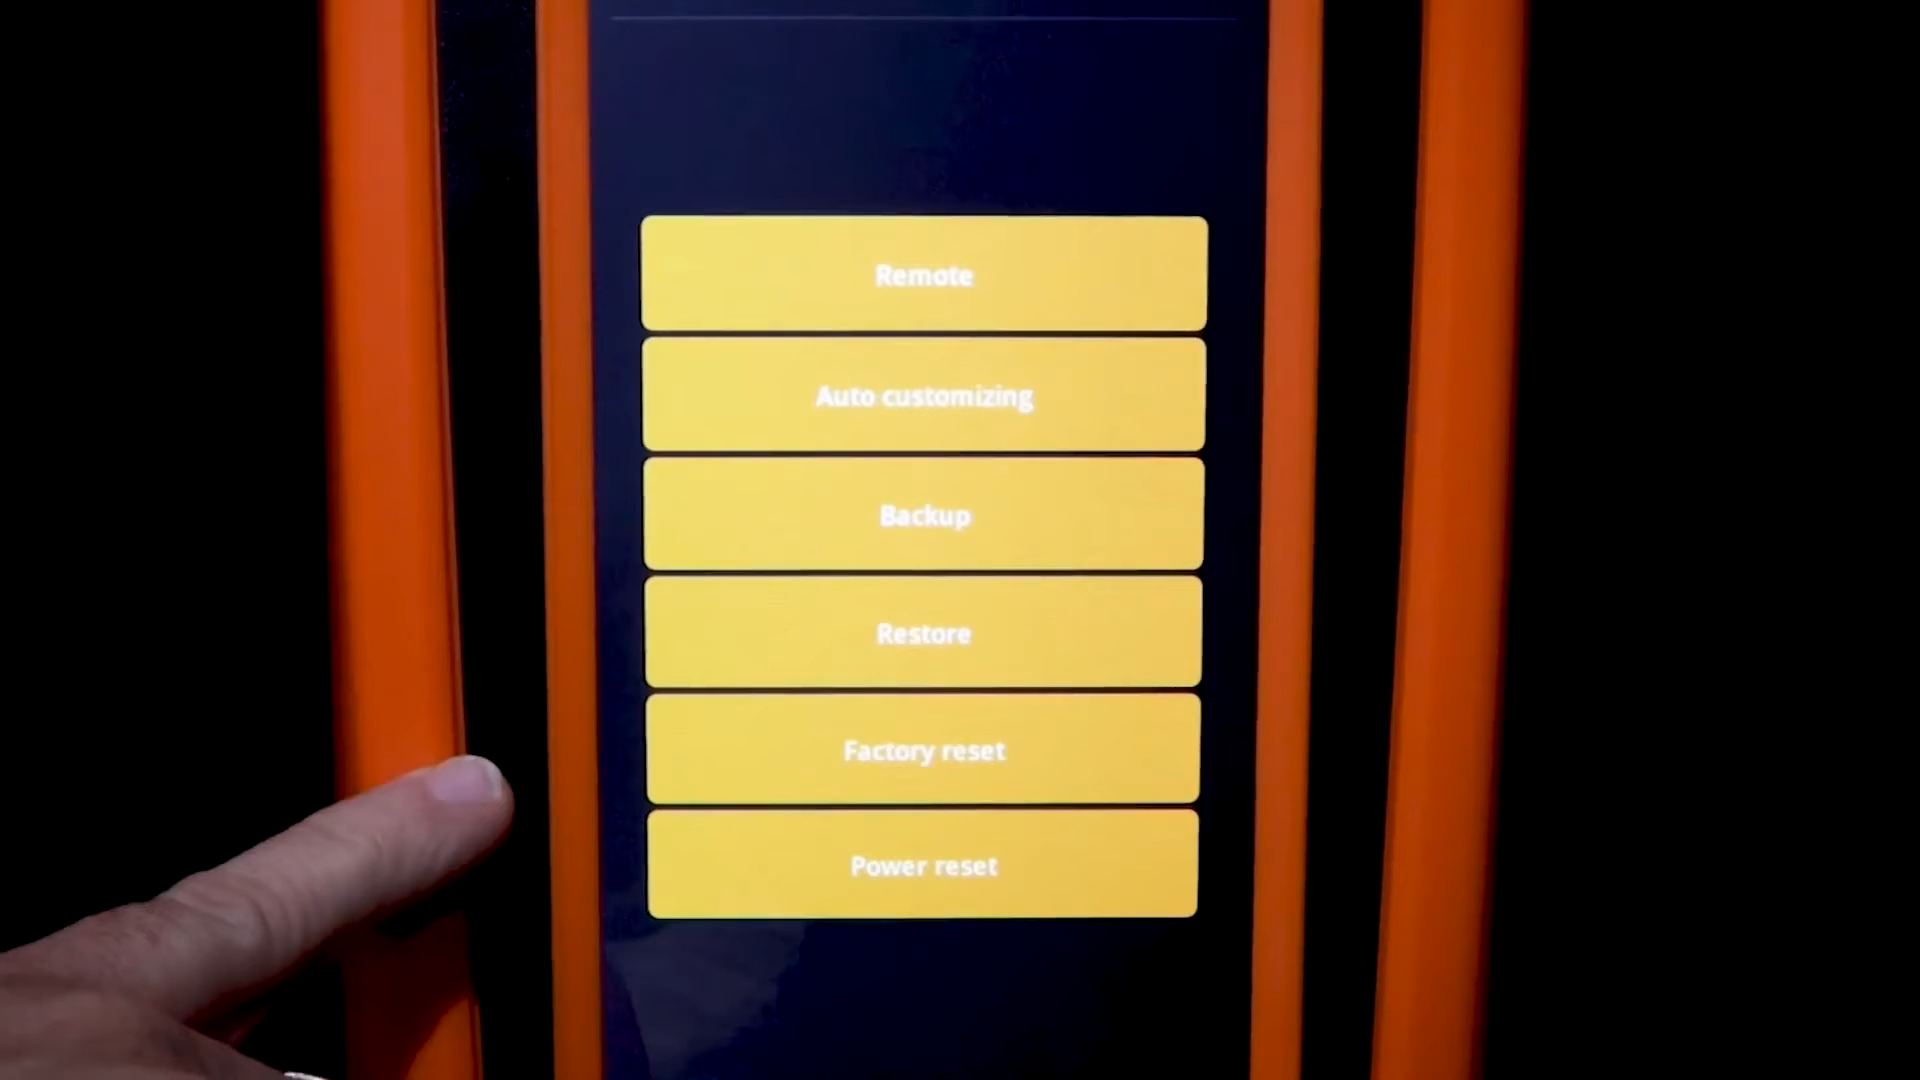 Remote
Auto customizing
Backup
Restore
Factory reset
Power reset